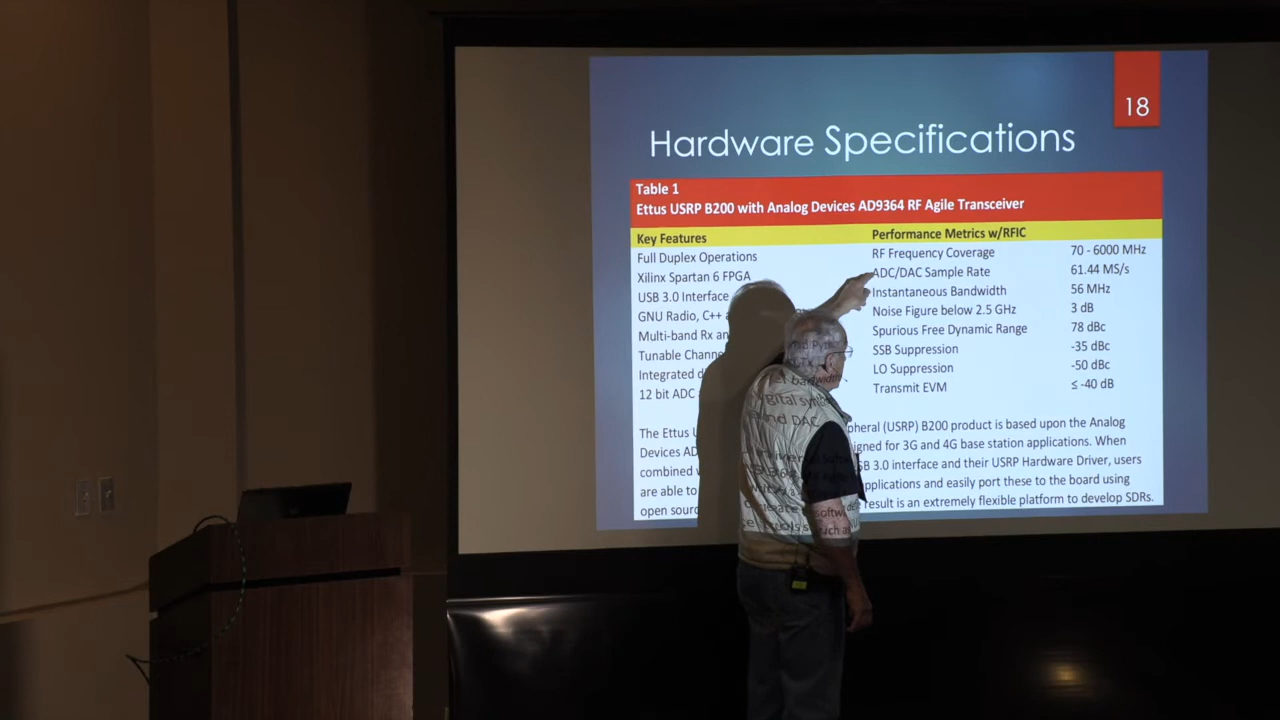 18
Hardware Specifications
Table 1
Ettus USRP B200 with Analog Devices AD9364 RF Agile Transceiver
Key Features
Performance Metrics w/RFIC
Full Duplex Operations
RF Frequency Coverage 70 - 6000 MHz
Xilinx Spartan 6 FPGA
ADC/DAC Sample Rate 61.44 MS/s
USB 3.0 Interface
Instantaneous Bandwidth 56 MHz
GNU Radio, C++
Noise Figure below 2.5 GHz 3 dB
Multi-band Rx an
Spurious Free Dynamic Range 78 dBc
Tunable Channe
SSB Suppression -35 dBc
Integrated d
LO Suppression -50 dBc
12 bit ADC
Transmit EVM ≤ -40 dB
The Ettus U pheral (USRP) B200 product is based upon the Analog
Devices AD igned for 3G and 4G base station applications. When
combined SB 3.0 interface and their USRP Hardware Driver, users
are able to applications and easily port these to the board using
open sourc result is an extremely flexible platform to develop SDRs.